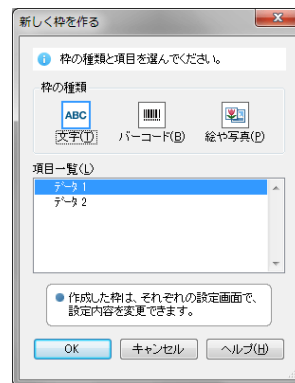 新しく枠を作る
枠の種類と項目を選んでください。
枠の種類
ABC
文字(T) バーコード(B) 絵や写真(P)
項目一覧(L)
データ 1
データ 2
● 作成した枠は、それぞれの設定画面で、
設定内容を変更できます。
OK キャンセル ヘルプ(H)